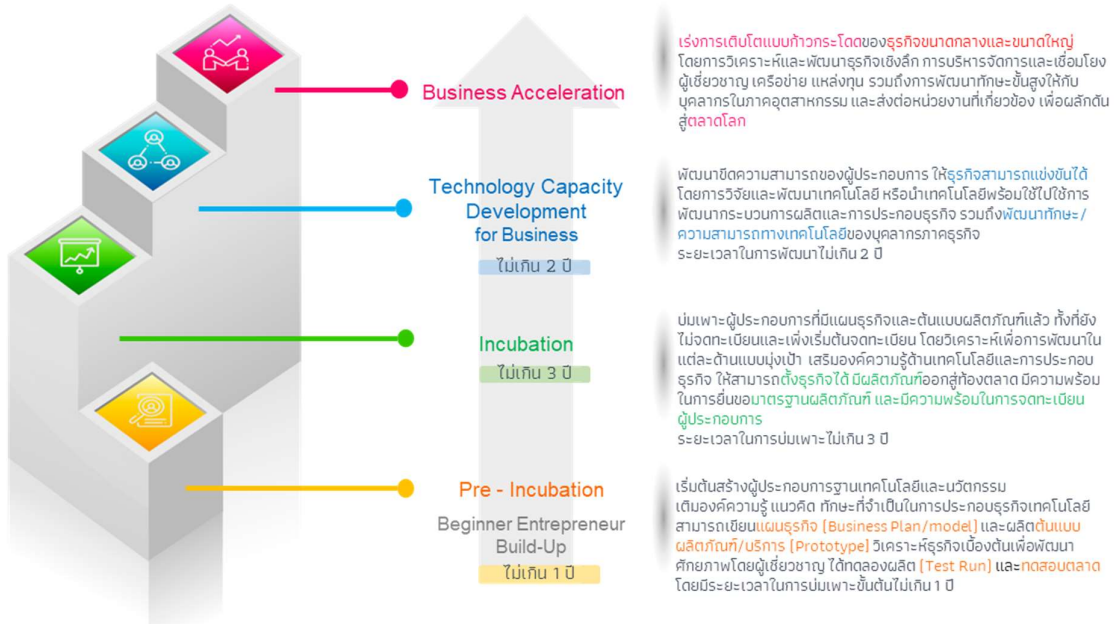 Business Acceleration
เร่งการเติบโตแบบก้าวกระโดดของธุรกิจขนาดกลางและขนาดใหญ่
โดยการวิเคราะห์และพัฒนาธุรกิจเชิงลึก การบริหารจัดการและเชื่อมโยง
ผู้เชี่ยวชาญ เครือข่าย แหล่งทุน รวมถึงการพัฒนาทักษะขั้นสูงให้กับ
บุคลากรในภาคอุตสาหกรรม และส่งต่อหน่วยงานที่เกี่ยวข้อง เพื่อผลักดัน
สู่ตลาดโลก
Technology Capacity
Development
for Business
ไม่เกิน 2 ปี
พัฒนาขีดความสามารถของผู้ประกอบการ ให้ธุรกิจสามารถแข่งขันได้
โดยการวิจัยและพัฒนาเทคโนโลยี หรือนำเทคโนโลยีพร้อมใช้ไปใช้การ
พัฒนากระบวนการผลิตและการประกอบธุรกิจ รวมถึงพัฒนาทักษะ/
ความสามารถทางเทคโนโลยีของบุคลากรภาคธุรกิจ
ระยะเวลาในการพัฒนาไม่เกิน 2 ปี
Incubation
ไม่เกิน 3 ปี
บ่มเพาะผู้ประกอบการที่มีแผนธุรกิจและต้นแบบผลิตภัณฑ์แล้ว ทั้งที่ยัง
ไม่จดทะเบียนและเพิ่งเริ่มต้นจดทะเบียน โดยวิเคราะห์เพื่อการพัฒนาใน
แต่ละด้านแบบมุ่งเป้า เสริมองค์ความรู้ด้านเทคโนโลยีและการประกอบ
ธุรกิจ ให้สามารถตั้งธุรกิจได้ มีผลิตภัณฑ์ออกสู่ท้องตลาด มีความพร้อม
ในการยื่นขอมาตรฐานผลิตภัณฑ์ และมีความพร้อมในการจดทะเบียน
ผู้ประกอบการ
ระยะเวลาในการบ่มเพาะไม่เกิน 3 ปี
Pre - Incubation
Beginner Entrepreneur
Build-Up
ไม่เกิน 1 ปี
เริ่มต้นสร้างผู้ประกอบการฐานเทคโนโลยีและนวัตกรรม
เติมองค์ความรู้ แนวคิด ทักษะที่จำเป็นในการประกอบธุรกิจเทคโนโลยี
สามารถเขียนแผนธุรกิจ (Business Plan/model) และผลิตต้นแบบ
ผลิตภัณฑ์/บริการ (Prototype) วิเคราะห์ธุรกิจเบื้องต้นเพื่อพัฒนา
ศักยภาพโดยผู้เชี่ยวชาญ ได้ทดลองผลิต (Test Run) และทดสอบตลาด
โดยมีระยะเวลาในการบ่มเพาะขั้นต้นไม่เกิน 1 ปี